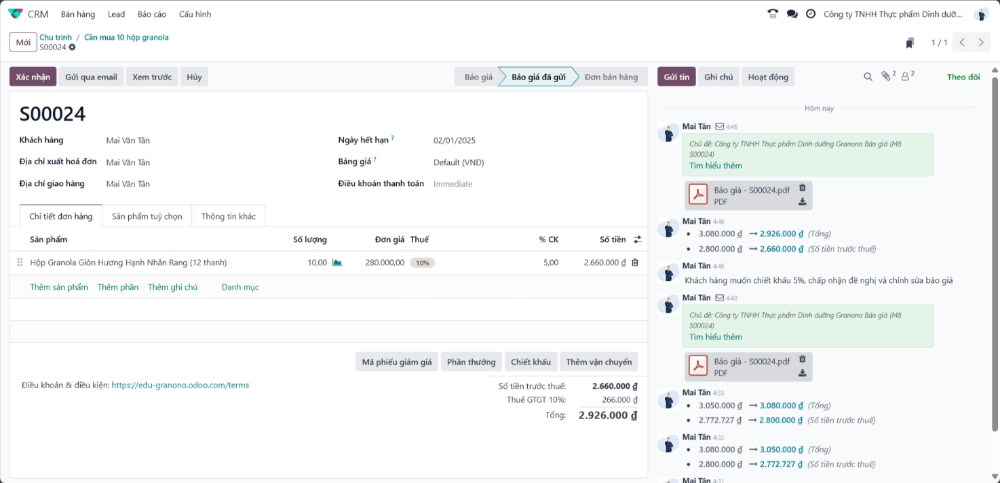 CRM Bán hàng Lead Báo cáo Cấu hình Công ty TNHH Thực phẩm Dinh dưỡ...
Mới
Chu trình / Cần mua 10 hộp granola
S00024
1 / 1
Xác nhận Gửi qua email Xem trước Hủy Báo giá Báo giá đã gửi Đơn bán hàng
S00024
Khách hàng Mai Văn Tân Ngày hết hạn ? 02/01/2025
Địa chỉ xuất hoá đơn Mai Văn Tân Bảng giá ? Default (VND)
Địa chỉ giao hàng Mai Văn Tân Điều khoản thanh toán Immediate
Chi tiết đơn hàng Sản phẩm tuỳ chọn Thông tin khác
Sản phẩm Số lượng Đơn giá Thuế % CK Số tiền
Hộp Granola Giòn Hương Hạnh Nhân Rang (12 thanh) 10,00 280.000,00 10% 5,00 2.660.000 ₫
Thêm sản phẩm Thêm phần Thêm ghi chú Danh mục
Mã phiếu giảm giá Phần thưởng Chiết khấu Thêm vận chuyển
Điều khoản & điều kiện: https://edu-granono.odoo.com/terms
Số tiền trước thuế: 2.660.000 ₫
Thuế GTGT 10%: 266.000 ₫
Tổng: 2.926.000 ₫
Gửi tin Ghi chú Hoạt động 2 2 Theo dõi
Hôm nay
Mai Tân 4:46
Chủ đề: Công ty TNHH Thực phẩm Dinh dưỡng Granono Báo giá (Mã
S00024)
Tìm hiểu thêm
Báo giá - S00024.pdf
PDF
Mai Tân 4:46
• 3.080.000 ₫ → 2.926.000 ₫ (Tổng)
• 2.800.000 ₫ → 2.660.000 ₫ (Số tiền trước thuế)
Mai Tân 4:46
Khách hàng muốn chiết khấu 5%, chấp nhận đề nghị và chỉnh sửa báo giá
Mai Tân 4:40
Chủ đề: Công ty TNHH Thực phẩm Dinh dưỡng Granono Báo giá (Mã
S00024)
Tìm hiểu thêm
Báo giá - S00024.pdf
PDF
Mai Tân 4:33
• 3.050.000 ₫ → 3.080.000 ₫ (Tổng)
• 2.772.727 ₫ → 2.800.000 ₫ (Số tiền trước thuế)
Mai Tân 4:32
• 3.080.000 ₫ → 3.050.000 ₫ (Tổng)
• 2.800.000 ₫ → 2.772.727 ₫ (Số tiền trước thuế)
Mai Tân 4:31